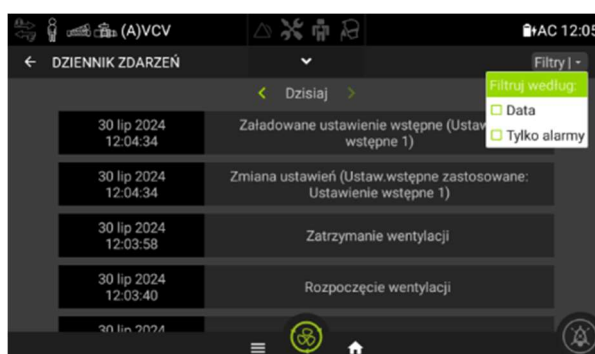 (A)VCV AC 12:05
DZIENNIK ZDARZEŃ Filtry | -
Filtruj według:
Data
Tylko alarmy
Dzisiaj
30 lip 2024
12:04:34
Załadowane ustawienie wstępne
wstępne 1)
30 lip 2024
12:04:34
Zmiana ustawień (Ustaw.wstępne zastosowane:
Ustawienie wstępne 1)
30 lip 2024
12:03:58
Zatrzymanie wentylacji
30 lip 2024
12:03:40
Rozpoczęcie wentylacji
30 lip 2024